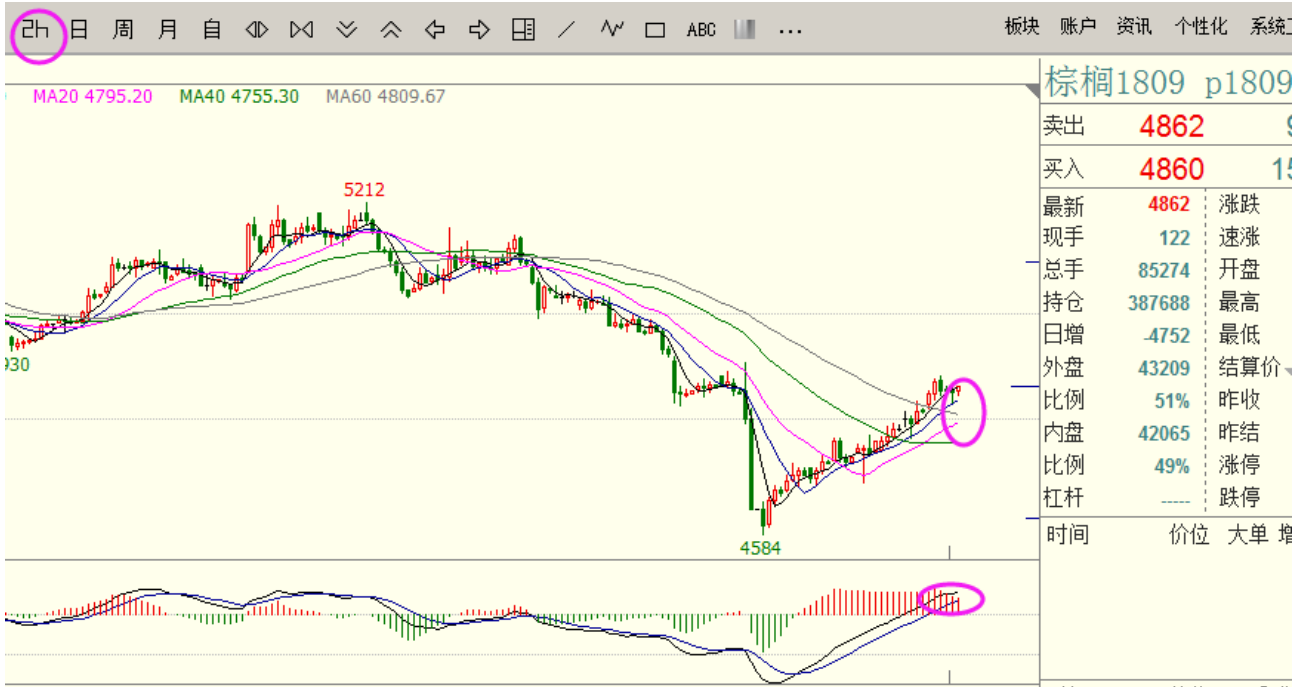 2h 日 周 月 自 ABC ... 板块 账户 资讯 个性化 系统
MA20 4795.20 MA40 4755.30 MA60 4809.67
棕榈1809 p1809
卖出 4862
买入 4860 15
最新 4862 涨跌
现手 122 速涨
总手 85274 开盘
持仓 387688 最高
日增 -4752 最低
外盘 43209 结算价
比例 51% 昨收
内盘 42065 昨结
比例 49% 涨停
杠杆 ----- 跌停
时间 价位 大单 增
5212
930
4584